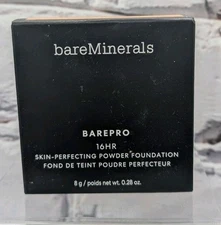 bareMinerals
BAREPRO
16HR
SKIN-PERFECTING POWDER FOUNDATION
FOND DE TEINT POUDRE PERFECTEUR
8 g / poids net wt. 0.28 oz.